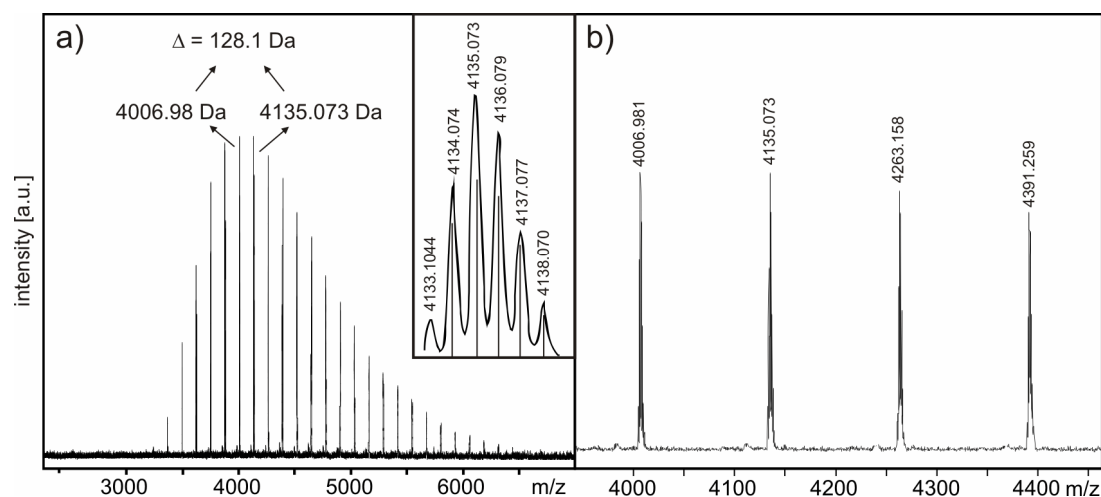 a)
Δ = 128.1 Da
4006.98 Da
4135.073 Da
intensity [a.u.]
3000
4000
5000
6000
m/z
4133.1044
4134.074
4135.073
4136.079
4137.077
4138.070
b)
4006.981
4135.073
4263.158
4391.259
4000
4100
4200
4300
4400
m/z